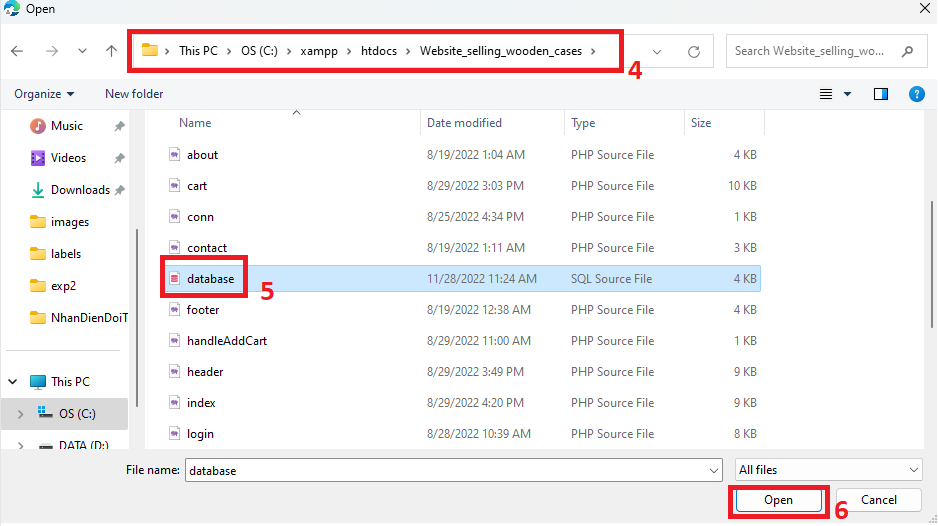 Open
This PC > OS (C:) > xampp > htdocs > Website_selling_wooden_cases >
Search Website_selling_wo...
4
Organize
New folder
?
Name Date modified Type Size
Music
Videos
Downloads
images
labels
exp2
NhanDienDoiT
This PC
OS (C:)
DATA (D:)
about 8/19/2022 1:04 AM PHP Source File 4 KB
cart 8/29/2022 3:03 PM PHP Source File 10 KB
conn 8/25/2022 4:34 PM PHP Source File 1 KB
contact 8/19/2022 1:11 AM PHP Source File 3 KB
database 11/28/2022 11:24 AM SQL Source File 4 KB
5
footer 8/19/2022 12:38 AM PHP Source File 4 KB
handleAddCart 8/29/2022 11:00 AM PHP Source File 1 KB
header 8/29/2022 3:49 PM PHP Source File 9 KB
index 8/29/2022 4:20 PM PHP Source File 9 KB
login 8/28/2022 10:39 AM PHP Source File 8 KB
File name: database
All files
Open
6
Cancel